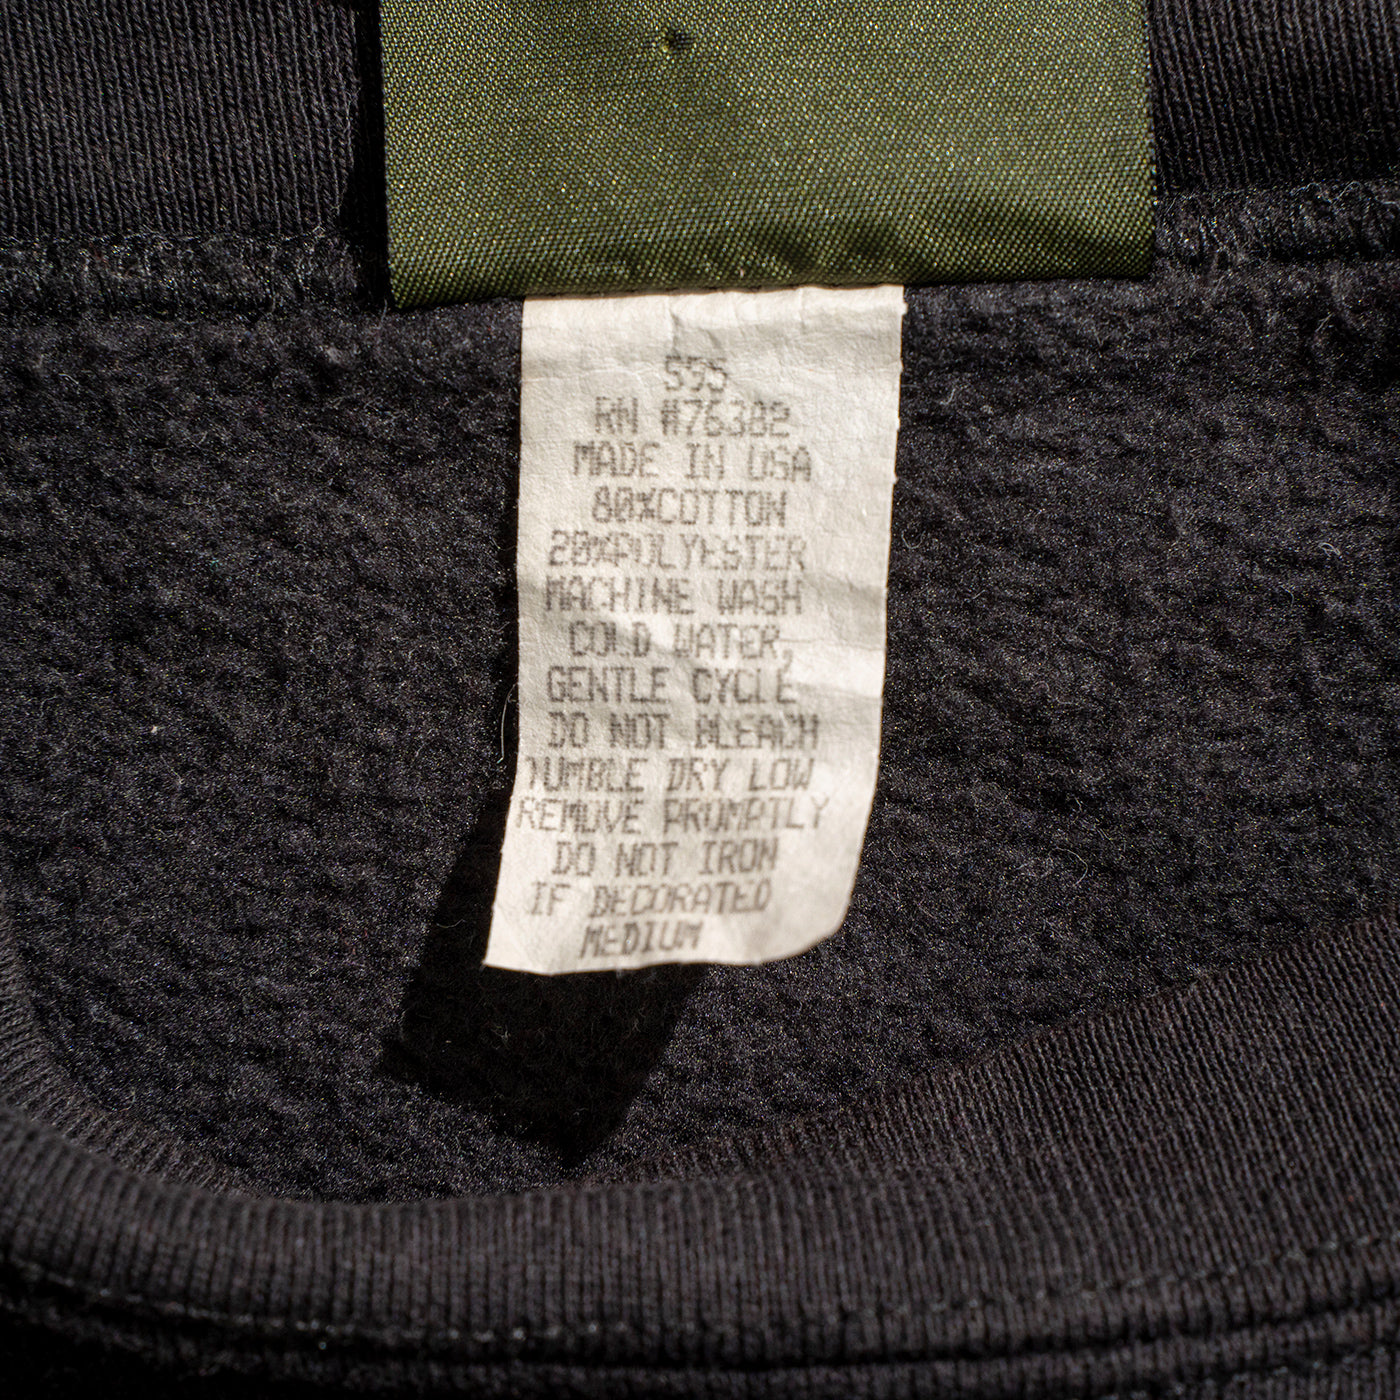 S95
RN #76382
MADE IN USA
80%COTTON
20%POLYESTER
MACHINE WASH
COLD WATER,
GENTLE CYCLE,
DO NOT BLEACH
TUMBLE DRY LOW
REMOVE PROMPTLY
DO NOT IRON
IF DECORATED
MEDIUM